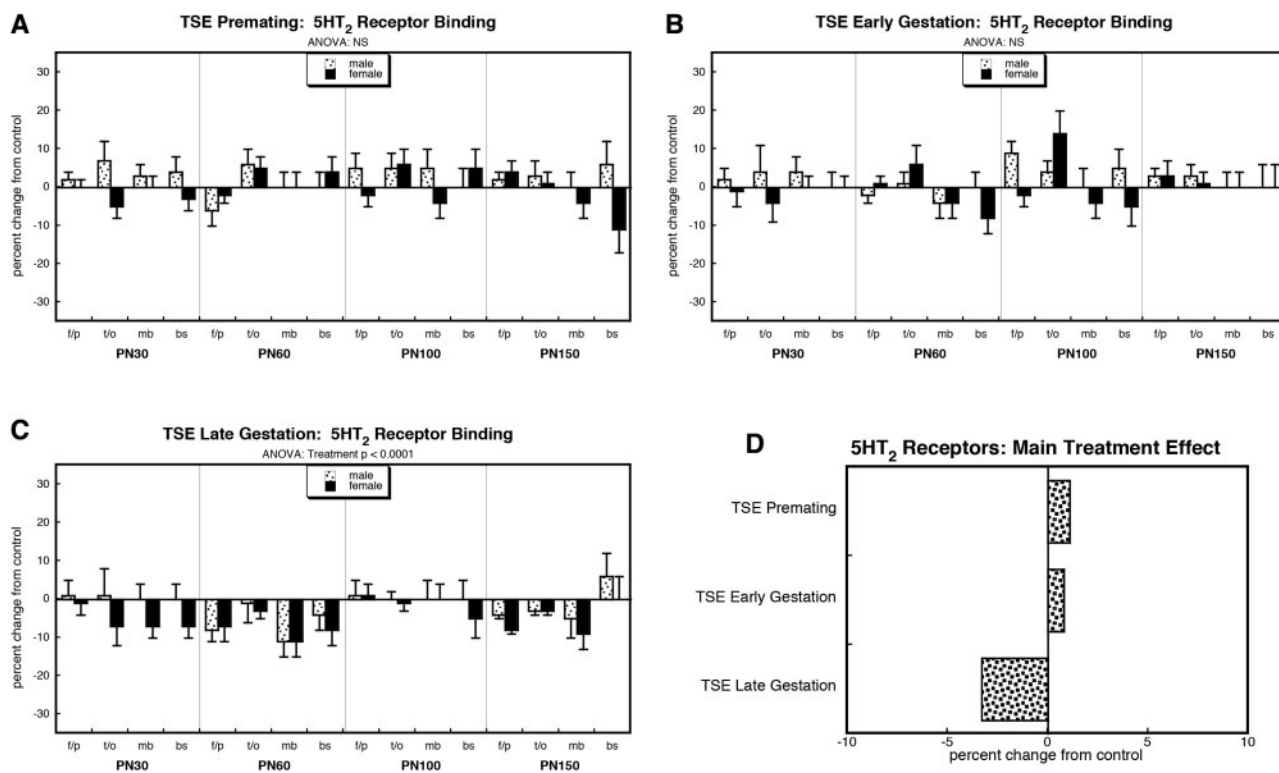 A
TSE Premating: 5HT2 Receptor Binding
ANOVA: NS
male
female
percent change from control
30
20
10
0
-10
-20
-30
f/p t/o mb bs f/p t/o mb bs f/p t/o mb bs f/p t/o mb bs
PN30 PN60 PN100 PN150
B
TSE Early Gestation: 5HT2 Receptor Binding
ANOVA: NS
male
female
percent change from control
30
20
10
0
-10
-20
-30
f/p t/o mb bs f/p t/o mb bs f/p t/o mb bs f/p t/o mb bs
PN30 PN60 PN100 PN150
C
TSE Late Gestation: 5HT2 Receptor Binding
ANOVA: Treatment p < 0.0001
male
female
percent change from control
30
20
10
0
-10
-20
-30
f/p t/o mb bs f/p t/o mb bs f/p t/o mb bs f/p t/o mb bs
PN30 PN60 PN100 PN150
D
5HT2 Receptors: Main Treatment Effect
TSE Premating
TSE Early Gestation
TSE Late Gestation
-10 -5 0 5 10
percent change from control